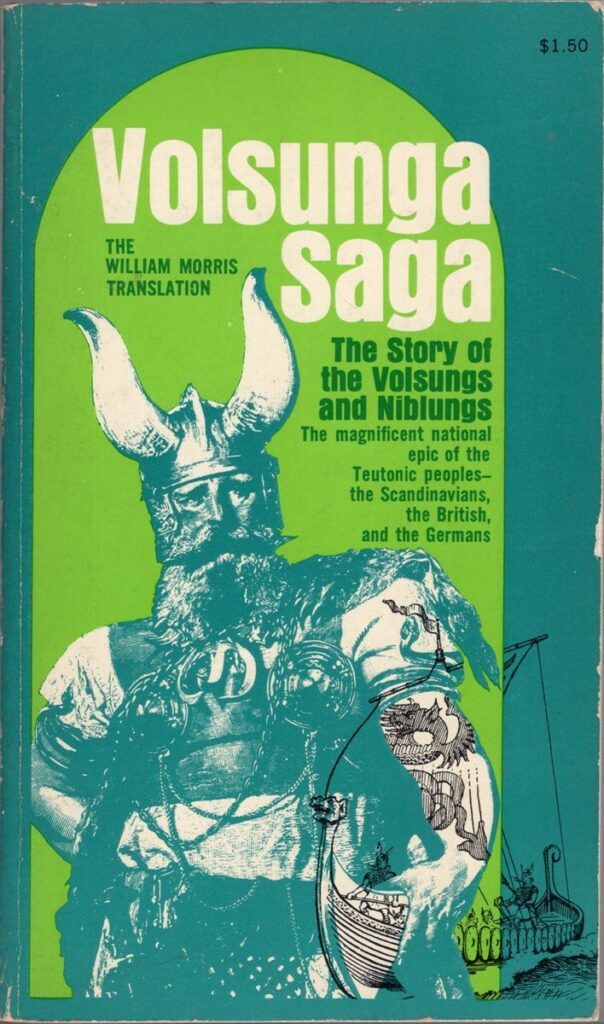 $1.50
Volsunga
Saga
THE
WILLIAM MORRIS
TRANSLATION
The Story of
the Volsungs
and Niblungs
The magnificent national
epic of the
Teutonic peoples—
the Scandinavians,
the British,
and the Germans